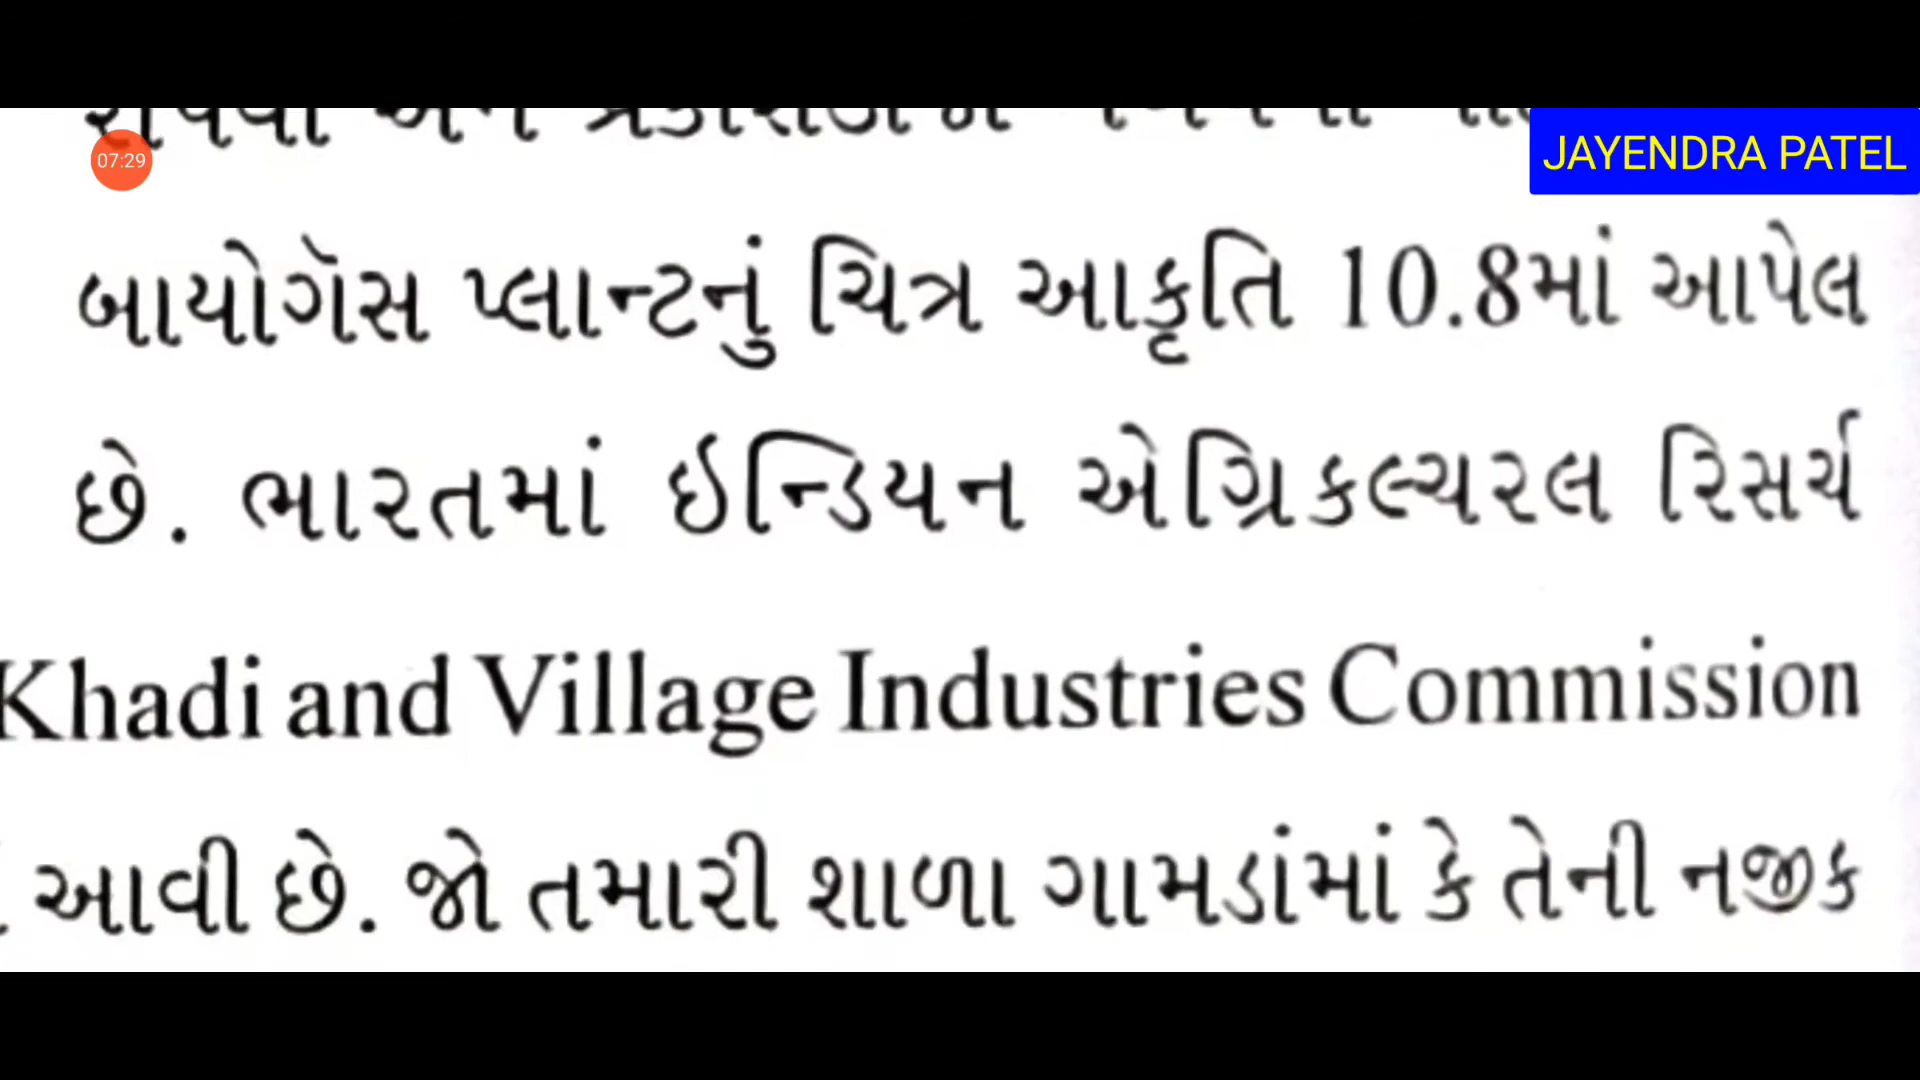 07:29
JAYENDRA PATEL
બાયોગૅસ પ્લાન્ટનું ચિત્ર આકૃતિ 10.8માં આપેલ
છે. ભારતમાં ઇન્ડિયન એગ્રિકલ્ચરલ રિસર્ચ
Khadi and Village Industries Commission
આવી છે. જો તમારી શાળા ગામડાંમાં કે તેની નજીક